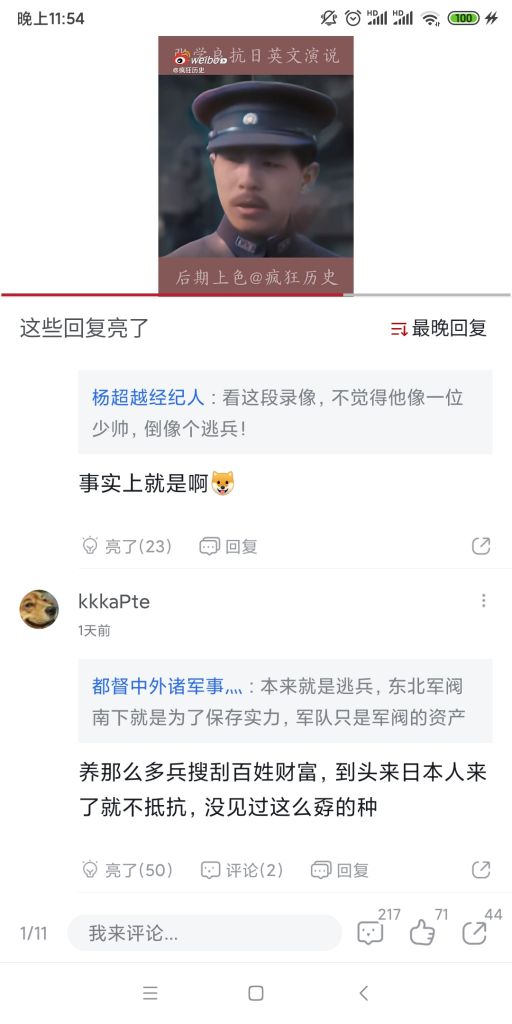 晚上11:54
HD HD 100
张学良抗日英文演说
weibo
@疯狂历史
后期上色@疯狂历史
这些回复亮了
最晚回复
杨超越经纪人：看这段录像，不觉得他像一位
少帅，倒像个逃兵！
事实上就是啊
亮了(23) 回复
kkkaPte
1天前
都督中外诸军事灬：本来就是逃兵，东北军阀
南下就是为了保存实力，军队只是军阀的资产
养那么多兵搜刮百姓财富，到头来日本人来
了就不抵抗，没见过这么孬的种
亮了(50) 评论(2) 回复
1/11 我来评论... 217 71 44